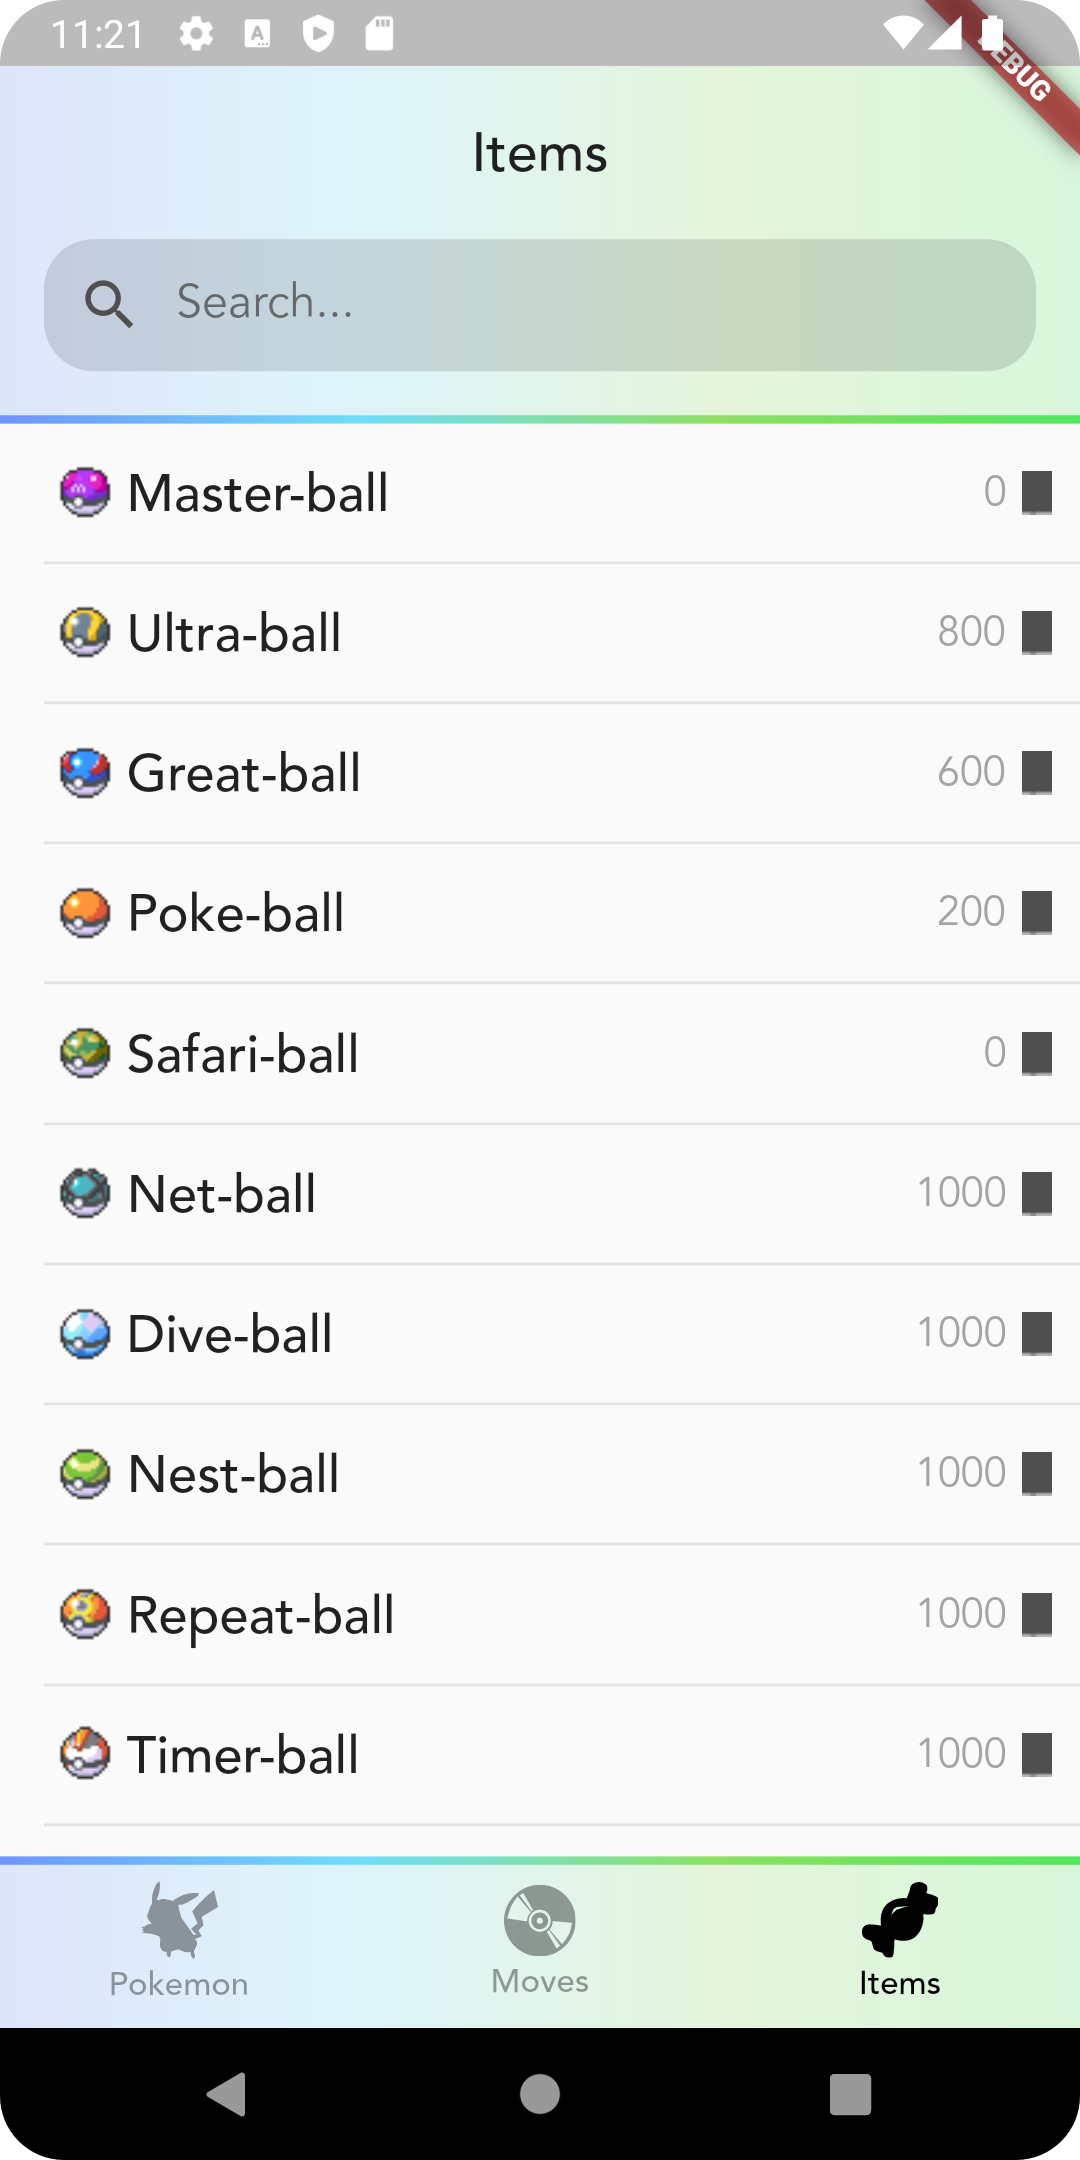 11:21
DEBUG
Items
Search...
Master-ball 0
Ultra-ball 800
Great-ball 600
Poke-ball 200
Safari-ball 0
Net-ball 1000
Dive-ball 1000
Nest-ball 1000
Repeat-ball 1000
Timer-ball 1000
Pokemon Moves Items